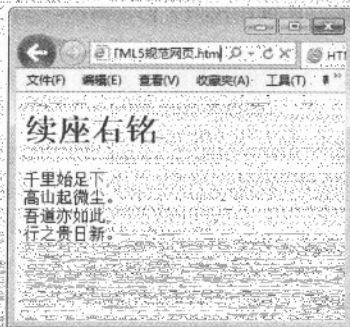 TML5规范网页.htm
HT
文件(F) 编辑(E) 查看(V) 收藏夹(A) 工具(T)
续座右铭
千里始足下，
高山起微尘。
吾道亦如此，
行之贵日新。